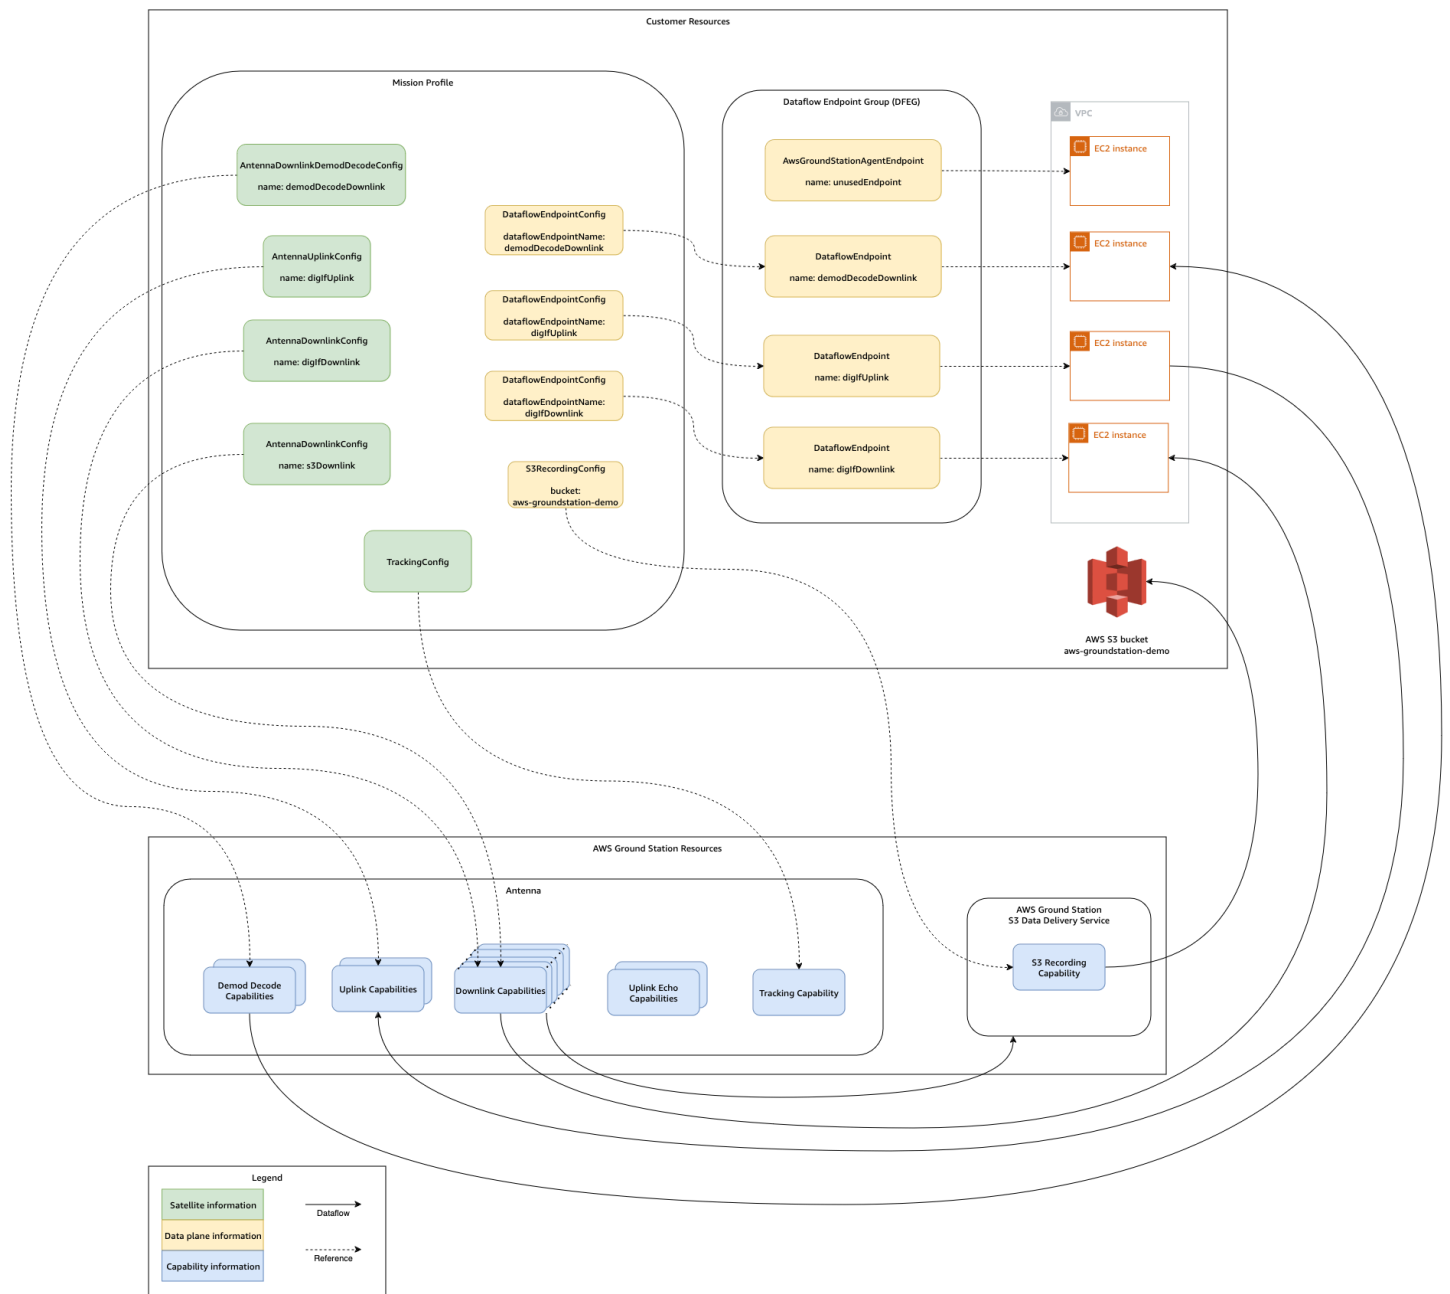 Customer Resources
Mission Profile
AntennaDownlinkDemodDecodeConfig
name: demodDecodeDownlink
AntennaUplinkConfig
name: digIfUplink
AntennaDownlinkConfig
name: digIfDownlink
AntennaDownlinkConfig
name: s3Downlink
TrackingConfig
DataflowEndpointConfig
dataflowEndpointName:
demodDecodeDownlink
DataflowEndpointConfig
dataflowEndpointName:
digIfUplink
DataflowEndpointConfig
dataflowEndpointName:
digIfDownlink
S3RecordingConfig
bucket:
aws-groundstation-demo
Dataflow Endpoint Group (DFEG)
AwsGroundStationAgentEndpoint
name: unusedEndpoint
DataflowEndpoint
name: demodDecodeDownlink
DataflowEndpoint
name: digIfUplink
DataflowEndpoint
name: digIfDownlink
VPC
EC2 instance
EC2 instance
EC2 instance
EC2 instance
AWS S3 bucket
aws-groundstation-demo
AWS Ground Station Resources
Antenna
Demod Decode
Capabilities
Uplink Capabilities
Downlink Capabilities
Uplink Echo
Capabilities
Tracking Capability
AWS Ground Station
S3 Data Delivery Service
S3 Recording
Capability
Legend
Satellite information
Data plane information
Capability information
Dataflow
Reference